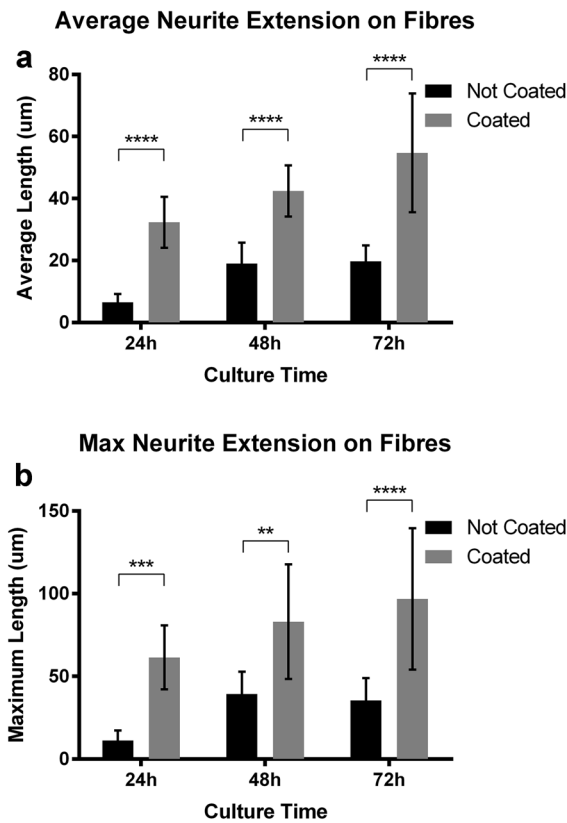 Average Neurite Extension on Fibres
a
80
60
40
20
0
Average Length (um)
****
****
****
Not Coated
Coated
24h
48h
72h
Culture Time
Max Neurite Extension on Fibres
b
150
100
50
0
Maximum Length (um)
***
**
****
Not Coated
Coated
24h
48h
72h
Culture Time